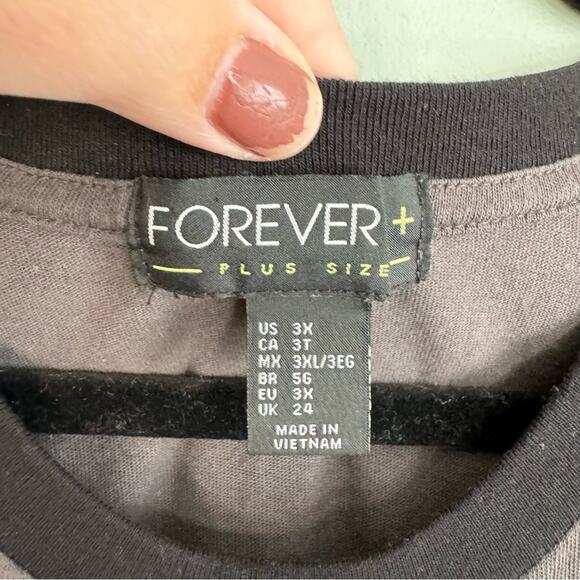 FOREVER +
PLUS SIZE
US 3X
CA 3T
MX 3XL/3EG
BR 5G
EU 3X
UK 24
MADE IN
VIETNAM